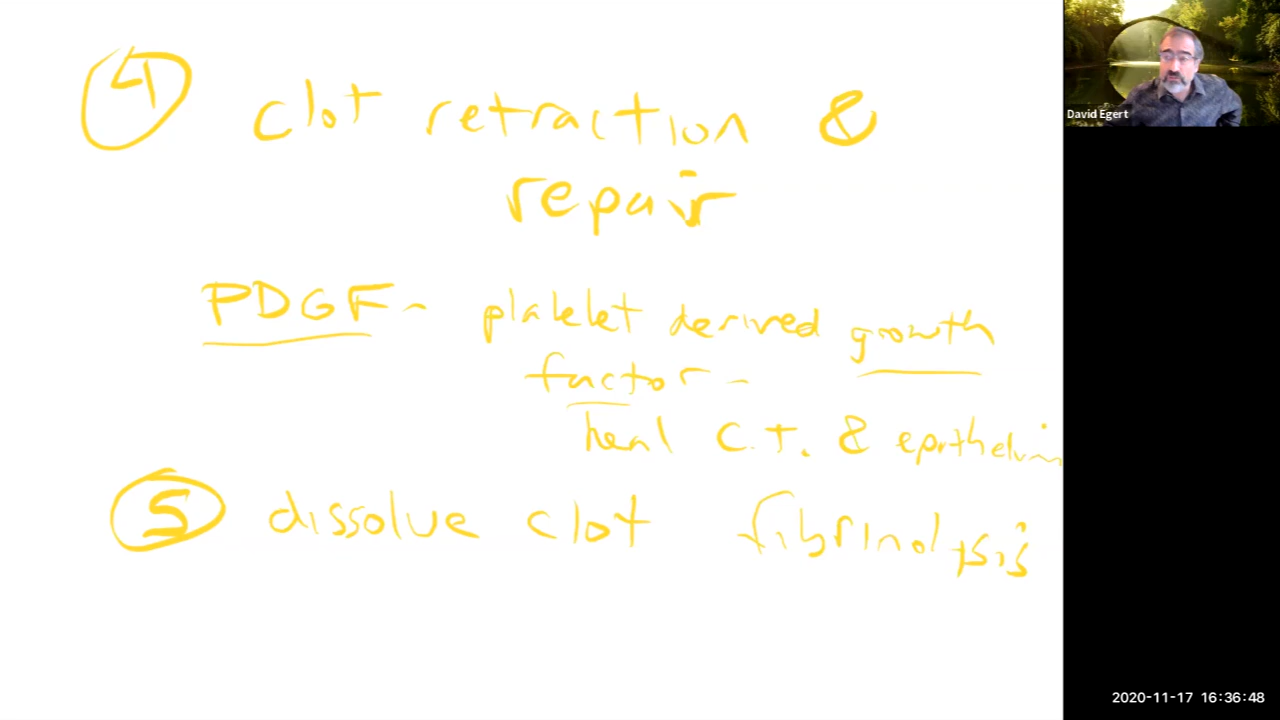 4 clot retraction &
repair
PDGF - platelet derived growth
factor -
heal C.T. & epithelium
5 dissolve clot fibrinolysis
David Egert
2020-11-17 16:36:48